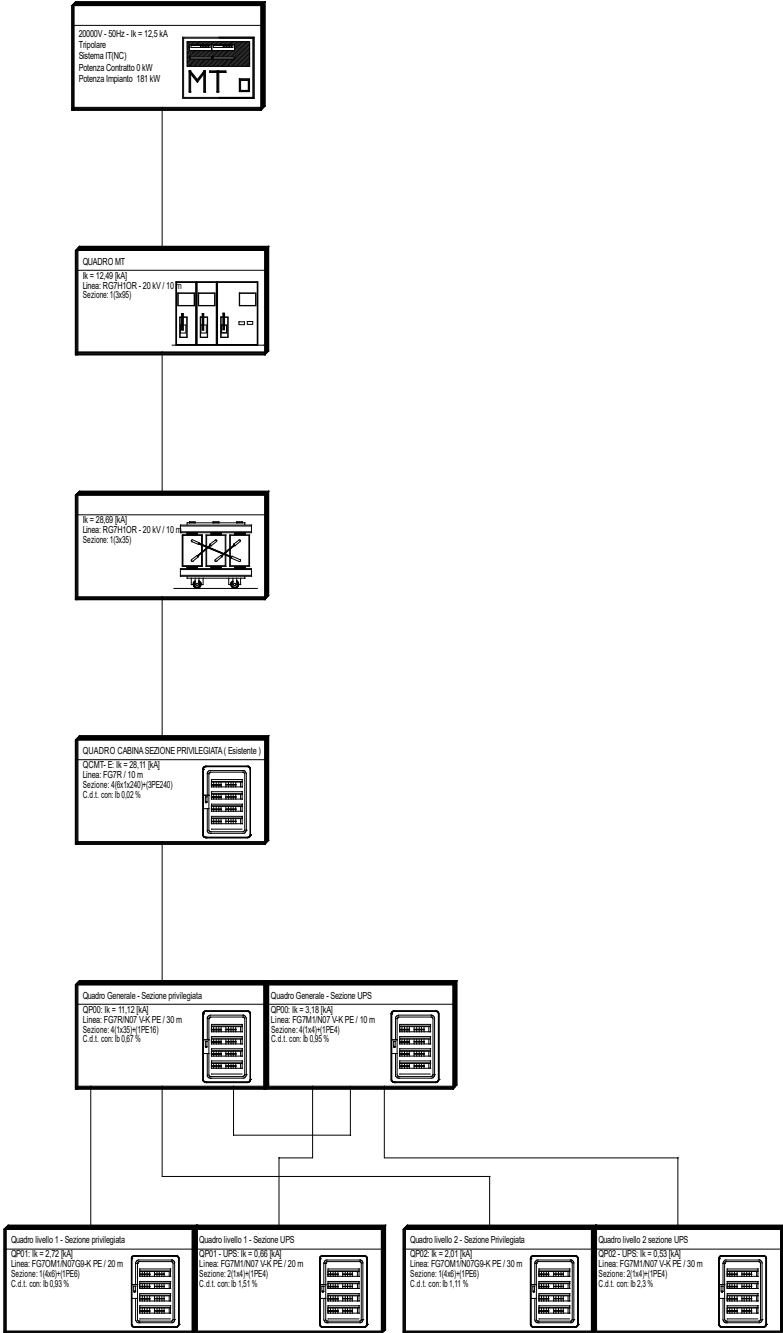 20000V - 50Hz - Ik = 12,5 kA
Tripolare
Sistema IT(NC)
Potenza Contratto 0 kW
Potenza Impianto 181 kW
MT
QUADRO MT
Ik = 12,49 [kA]
Linea: RG7H1OR - 20 kV / 10 m
Sezione: 1(3x95)
Ik = 28,69 [kA]
Linea: RG7H1OR - 20 kV / 10 m
Sezione: 1(3x35)
QUADRO CABINA SEZIONE PRIVILEGIATA ( Esistente )
QCMT- E: Ik = 28,11 [kA]
Linea: FG7R / 10 m
Sezione: 4(6x1x240)+(3PE240)
C.d.t. con: Ib 0,02 %
Quadro Generale - Sezione privilegiata
QP00: Ik = 11,12 [kA]
Linea: FG7R/N07 V-K PE / 30 m
Sezione: 4(1x35)+(1PE16)
C.d.t. con: Ib 0,67 %
Quadro Generale - Sezione UPS
QP00: Ik = 3,18 [kA]
Linea: FG7M1/N07 V-K PE / 10 m
Sezione: 4(1x4)+(1PE4)
C.d.t. con: Ib 0,95 %
Quadro livello 1 - Sezione privilegiata
QP01: Ik = 2,72 [kA]
Linea: FG7OM1/N07G9-K PE / 20 m
Sezione: 1(4x6)+(1PE6)
C.d.t. con: Ib 0,93 %
Quadro livello 1 - Sezione UPS
QP01 - UPS: Ik = 0,66 [kA]
Linea: FG7M1/N07 V-K PE / 20 m
Sezione: 2(1x4)+(1PE4)
C.d.t. con: Ib 1,51 %
Quadro livello 2 - Sezione Privilegiata
QP02: Ik = 2,01 [kA]
Linea: FG7OM1/N07G9-K PE / 30 m
Sezione: 1(4x6)+(1PE6)
C.d.t. con: Ib 1,11 %
Quadro livello 2 sezione UPS
QP02 - UPS: Ik = 0,53 [kA]
Linea: FG7M1/N07 V-K PE / 30 m
Sezione: 2(1x4)+(1PE4)
C.d.t. con: Ib 2,3 %